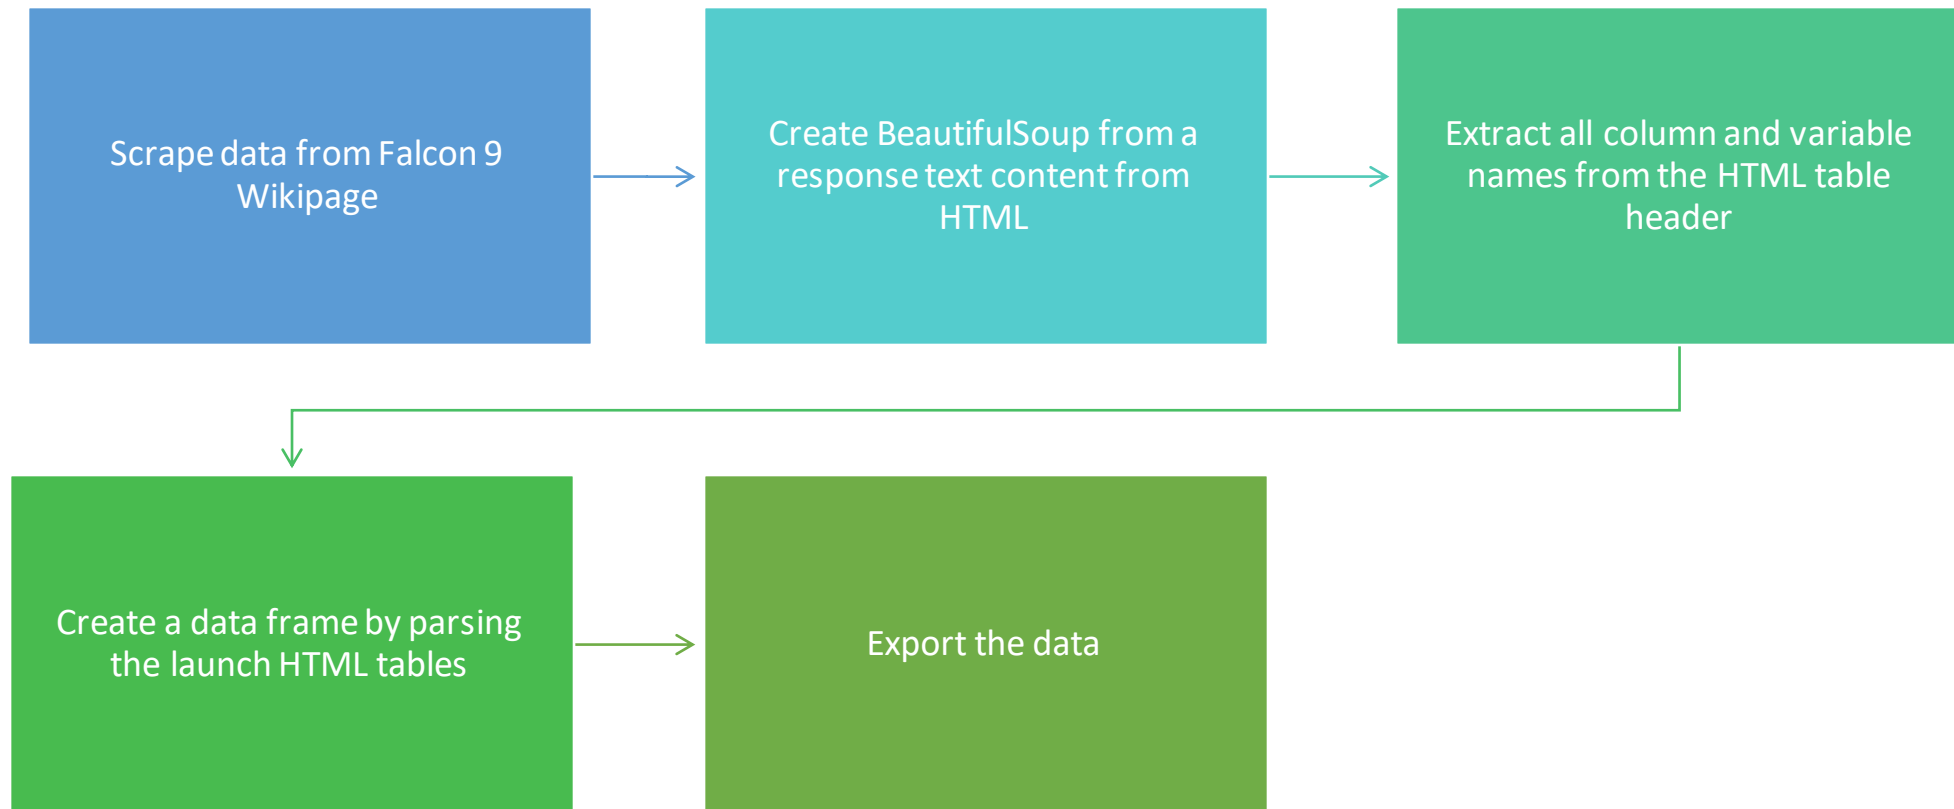 Scrape data from Falcon 9
Wikipage
Create BeautifulSoup from a
response text content from
HTML
Extract all column and variable
names from the HTML table
header
Create a data frame by parsing
the launch HTML tables
Export the data